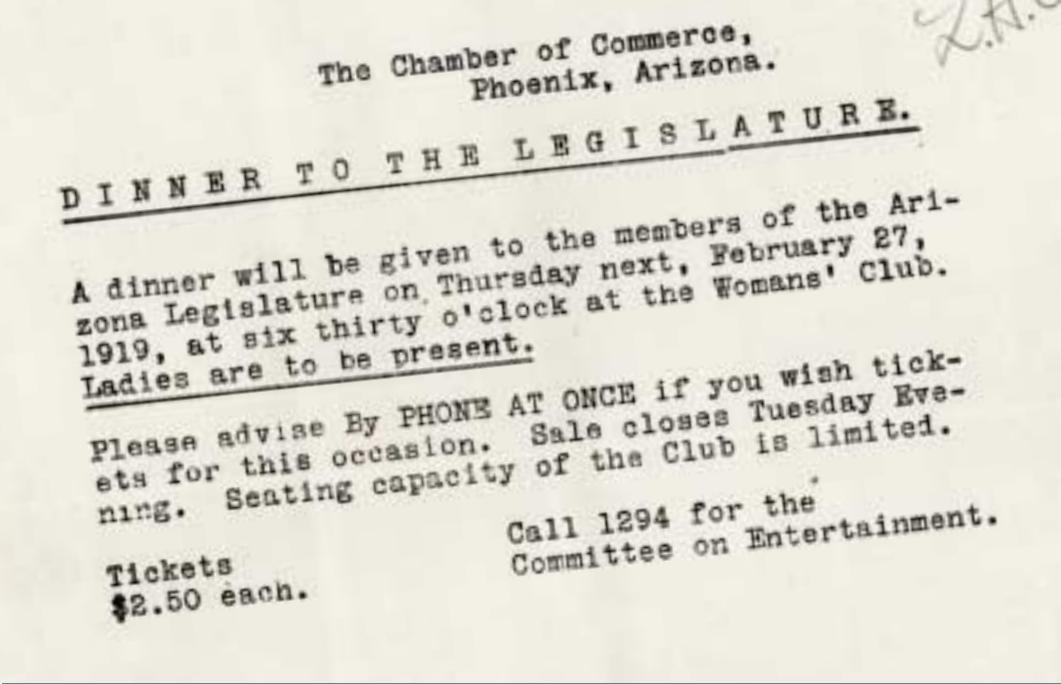 The Chamber of Commerce,
Phoenix, Arizona.
DINNER TO THE LEGISLATURE.
A dinner will be given to the members of the Ari-
zona Legislature on Thursday next, February 27,
1919, at six thirty o'clock at the Womans' Club.
Ladies are to be present.
Please advise By PHONE AT ONCE if you wish tick-
ets for this occasion. Sale closes Tuesday Eve-
ning. Seating capacity of the Club is limited.
Call 1294 for the
Committee on Entertainment.
Tickets
$2.50 each.